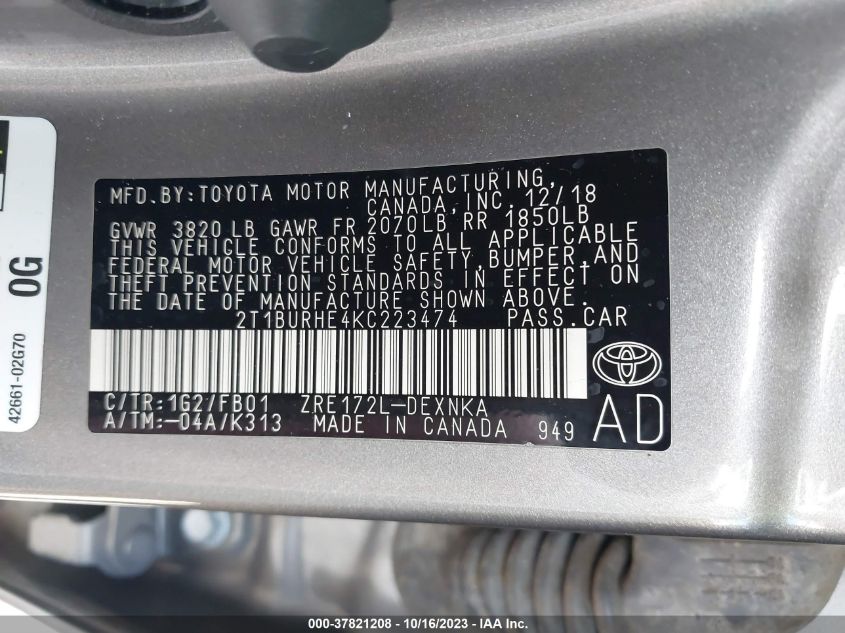 MFD.BY:TOYOTA MOTOR MANUFACTURING,
CANADA,INC. 12/18
GVWR 3820 LB GAWR FR 2070LB RR 1850LB
THIS VEHICLE CONFORMS TO ALL APPLICABLE
FEDERAL MOTOR VEHICLE SAFETY,BUMPER,AND
THEFT PREVENTION STANDARDS IN EFFECT ON
THE DATE OF MANUFACTURE SHOWN ABOVE.
2T1BURHE4KC223474 PASS.CAR
C/TR:1G2/FB01 ZRE172L-DEXNKA
A/TM:-04A/K313 MADE IN CANADA 949
AD
0G
42661-02G70
000-37821208 - 10/16/2023 - IAA Inc.